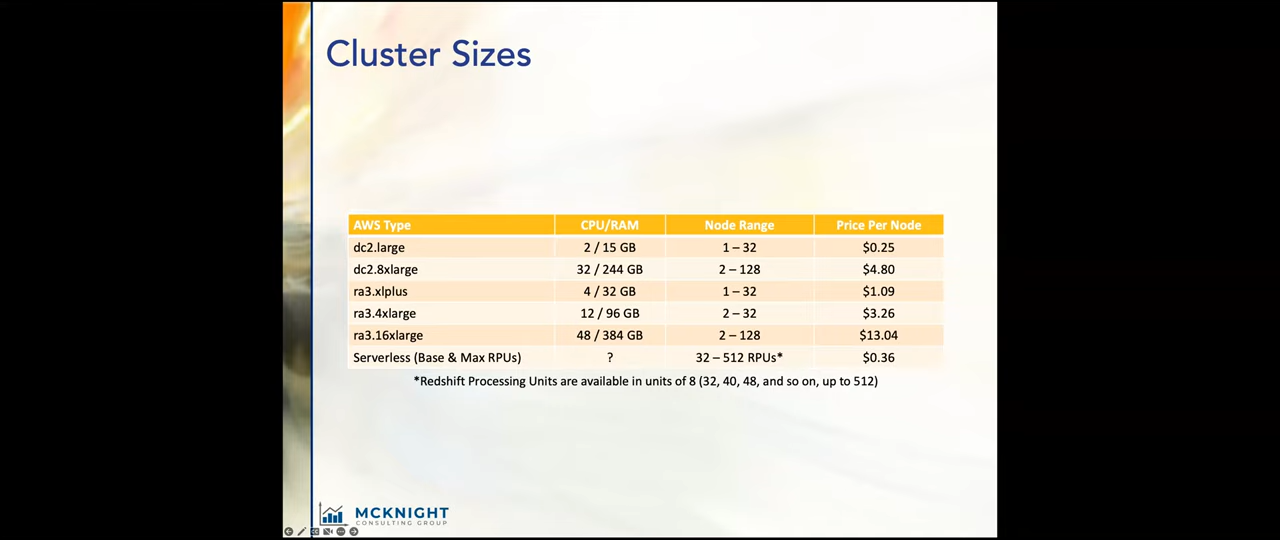 Cluster Sizes
AWS Type CPU/RAM Node Range Price Per Node
dc2.large 2 / 15 GB 1 – 32 $0.25
dc2.8xlarge 32 / 244 GB 2 – 128 $4.80
ra3.xlplus 4 / 32 GB 1 – 32 $1.09
ra3.4xlarge 12 / 96 GB 2 – 32 $3.26
ra3.16xlarge 48 / 384 GB 2 – 128 $13.04
Serverless (Base & Max RPUs) ? 32 – 512 RPUs* $0.36
*Redshift Processing Units are available in units of 8 (32, 40, 48, and so on, up to 512)
MCKNIGHT
CONSULTING GROUP